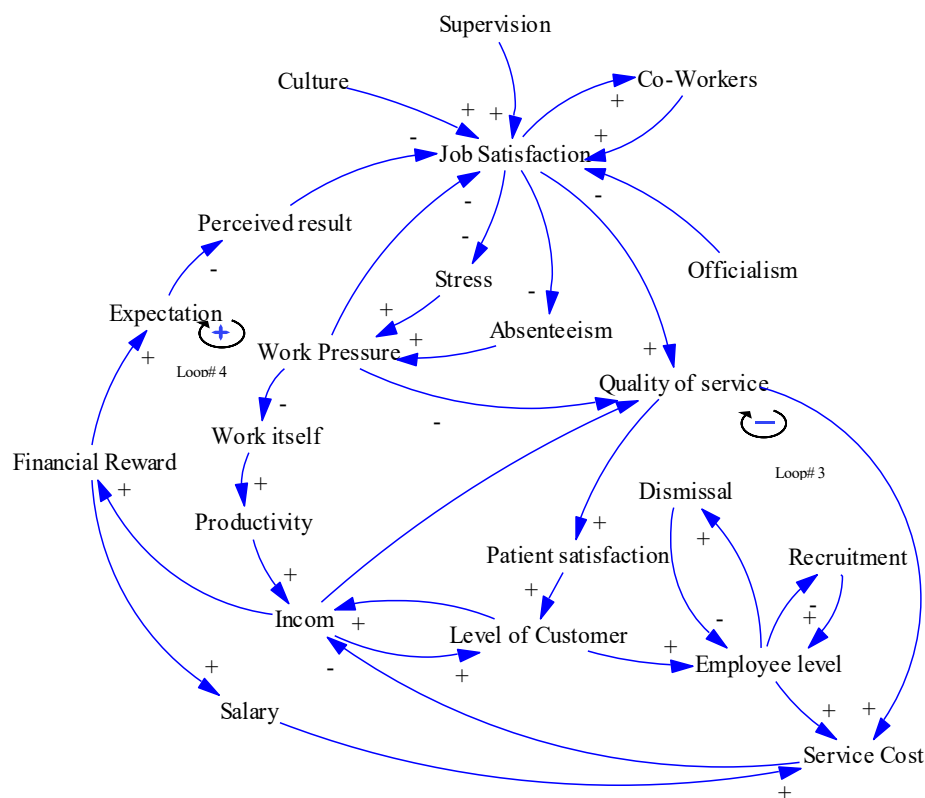 Supervision
Culture
Co-Workers
+ + +
- +
Job Satisfaction
- -
Perceived result
-
Officialism
-
Stress
Expectation
+
-
+
Absenteeism
Work Pressure
+
+
+
Loop# 4
Quality of service
-
-
Work itself
-
Financial Reward
Loop# 3
+
+
Dismissal
Productivity
+
+
Patient satisfaction
Recruitment
+
+
-
+
Incom
+
-
Level of Customer
+
Employee level
-
+
+
Salary
+
+
Service Cost
+